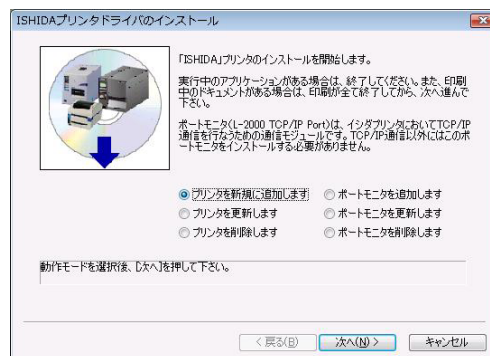 ISHIDAプリンタドライバのインストール
「ISHIDA」プリンタのインストールを開始します。
実行中のアプリケーションがある場合は、終了してください。また、印刷
中のドキュメントがある場合は、印刷が全て終了してから、次へ進んで
下さい。
ポートモニタ(L-2000 TCP/IP Port)は、イシダプリンタにおいてTCP/IP
通信を行なうための通信モジュールです。TCP/IP通信以外にはこのポ
ートモニタをインストールする必要がありません。
プリンタを新規に追加します ポートモニタを追加します
プリンタを更新します ポートモニタを更新します
プリンタを削除します ポートモニタを削除します
動作モードを選択後、[次へ]を押して下さい。
< 戻る(B) 次へ(N) > キャンセル